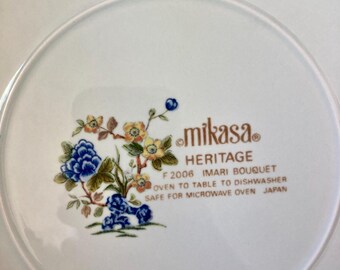 mikasa®
HERITAGE
F 2006 IMARI BOUQUET
OVEN TO TABLE TO DISHWASHER
SAFE FOR MICROWAVE OVEN JAPAN